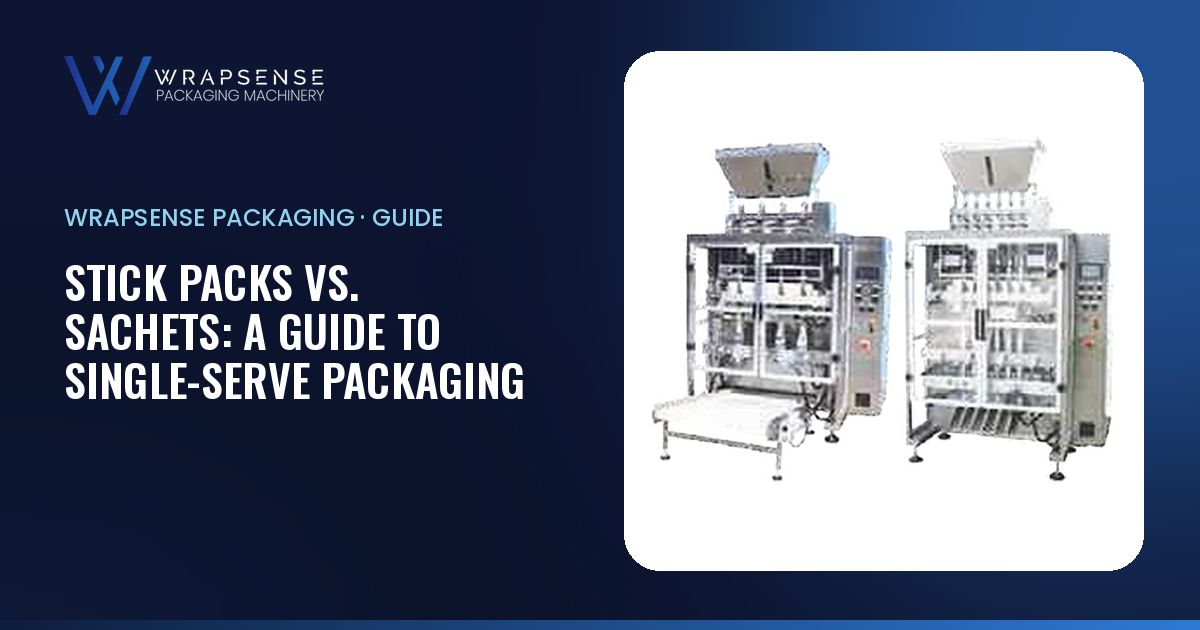 WRAPSENSE
PACKAGING MACHINERY
WRAPSENSE PACKAGING · GUIDE
STICK PACKS VS.
SACHETS: A GUIDE TO
SINGLE-SERVE PACKAGING